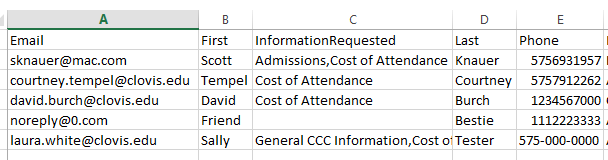 A B C D E
Email First InformationRequested Last Phone
sknauer@mac.com Scott Admissions,Cost of Attendance Knauer 5756931957
courtney.tempel@clovis.edu Tempel Cost of Attendance Courtney 5757912262
david.burch@clovis.edu David Cost of Attendance Burch 1234567000
noreply@0.com Friend Bestie 1112223333
laura.white@clovis.edu Sally General CCC Information,Cost of Tester 575-000-0000